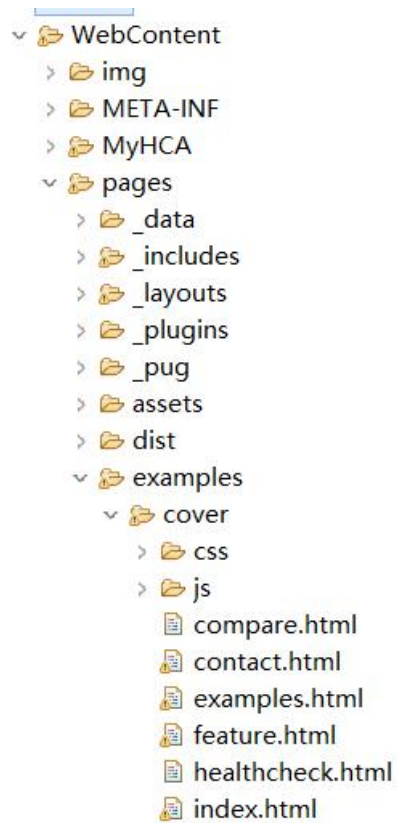 WebContent
img
META-INF
MyHCA
pages
_data
_includes
_layouts
_plugins
_pug
assets
dist
examples
cover
css
js
compare.html
contact.html
examples.html
feature.html
healthcheck.html
index.html